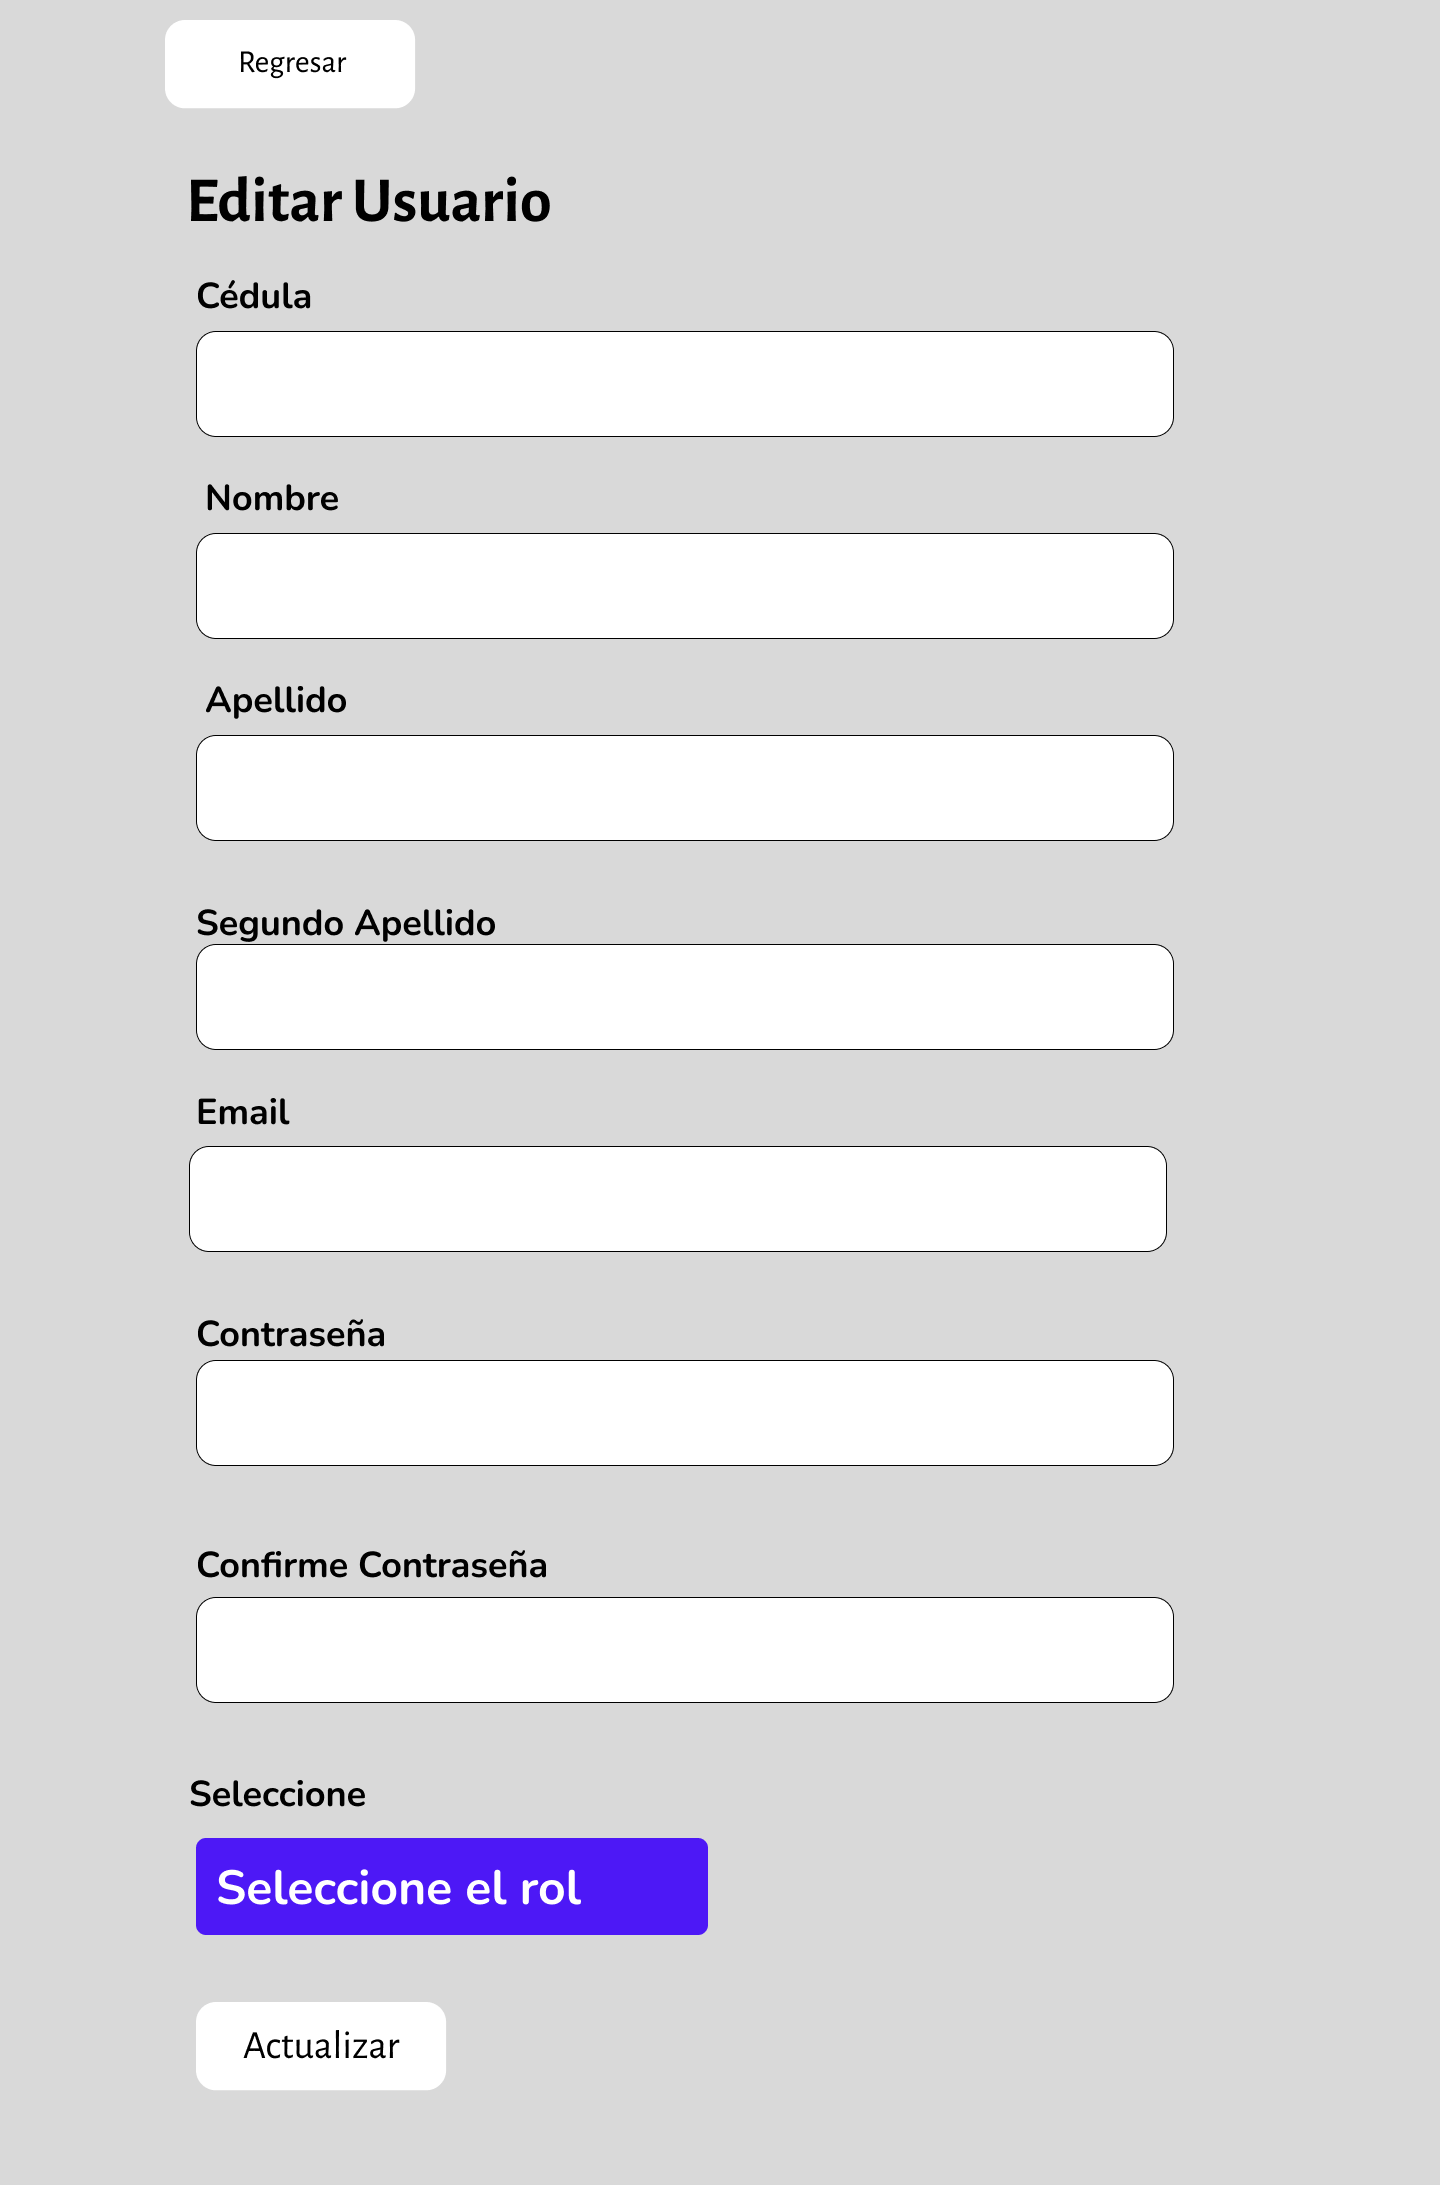 Regresar
Editar Usuario
Cédula
Nombre
Apellido
Segundo Apellido
Email
Contraseña
Confirme Contraseña
Seleccione
Seleccione el rol
Actualizar